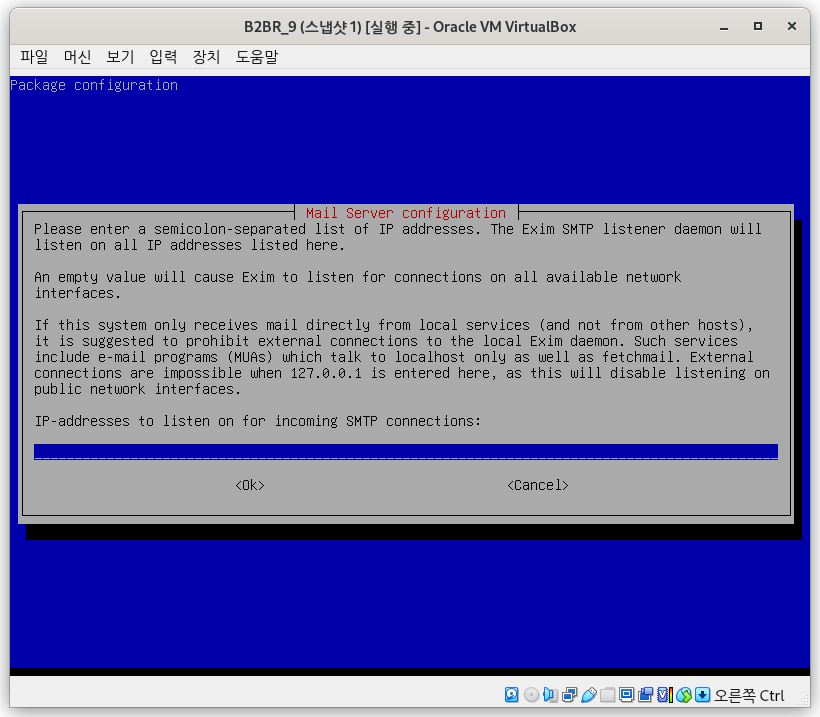 B2BR_9 (스냅샷 1) [실행 중] - Oracle VM VirtualBox
파일 머신 보기 입력 장치 도움말
Package configuration
Mail Server configuration
Please enter a semicolon-separated list of IP addresses. The Exim SMTP listener daemon will
listen on all IP addresses listed here.
An empty value will cause Exim to listen for connections on all available network
interfaces.
If this system only receives mail directly from local services (and not from other hosts),
it is suggested to prohibit external connections to the local Exim daemon. Such services
include e-mail programs (MUAs) which talk to localhost only as well as fetchmail. External
connections are impossible when 127.0.0.1 is entered here, as this will disable listening on
public network interfaces.
IP-addresses to listen on for incoming SMTP connections:
<Ok> <Cancel>
오른쪽 Ctrl